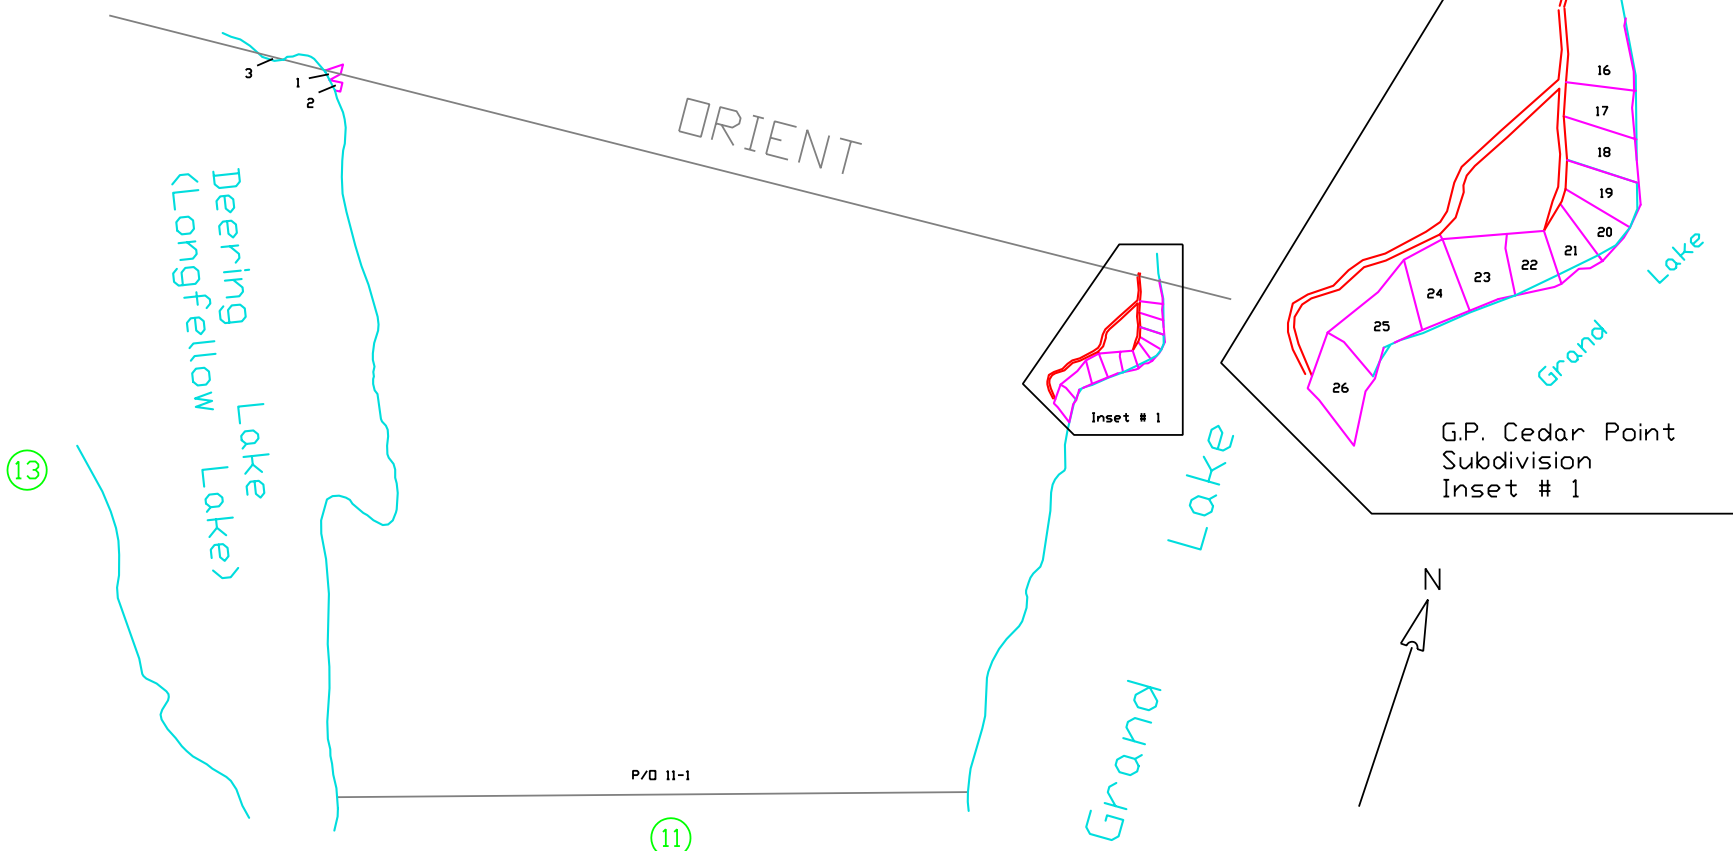 3
1
2
ORIENT
Deering Lake
(Longfellow Lake)
13
Inset # 1
Grand Lake
P/O 11-1
11
16
17
18
19
20
21
22
23
24
25
26
Grand Lake
G.P. Cedar Point
Subdivision
Inset # 1
N